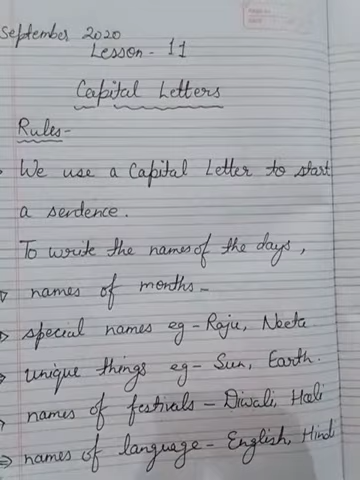 September 2020
Lesson - 11
Capital Letters
Rules -
We use a Capital Letter to start
a sentence.
To write the names of the days,
names of months -
special names eg - Raju, Neeta
unique things eg - Sun, Earth.
names of festivals - Diwali, Holi
⇒ names of language - English, Hindi